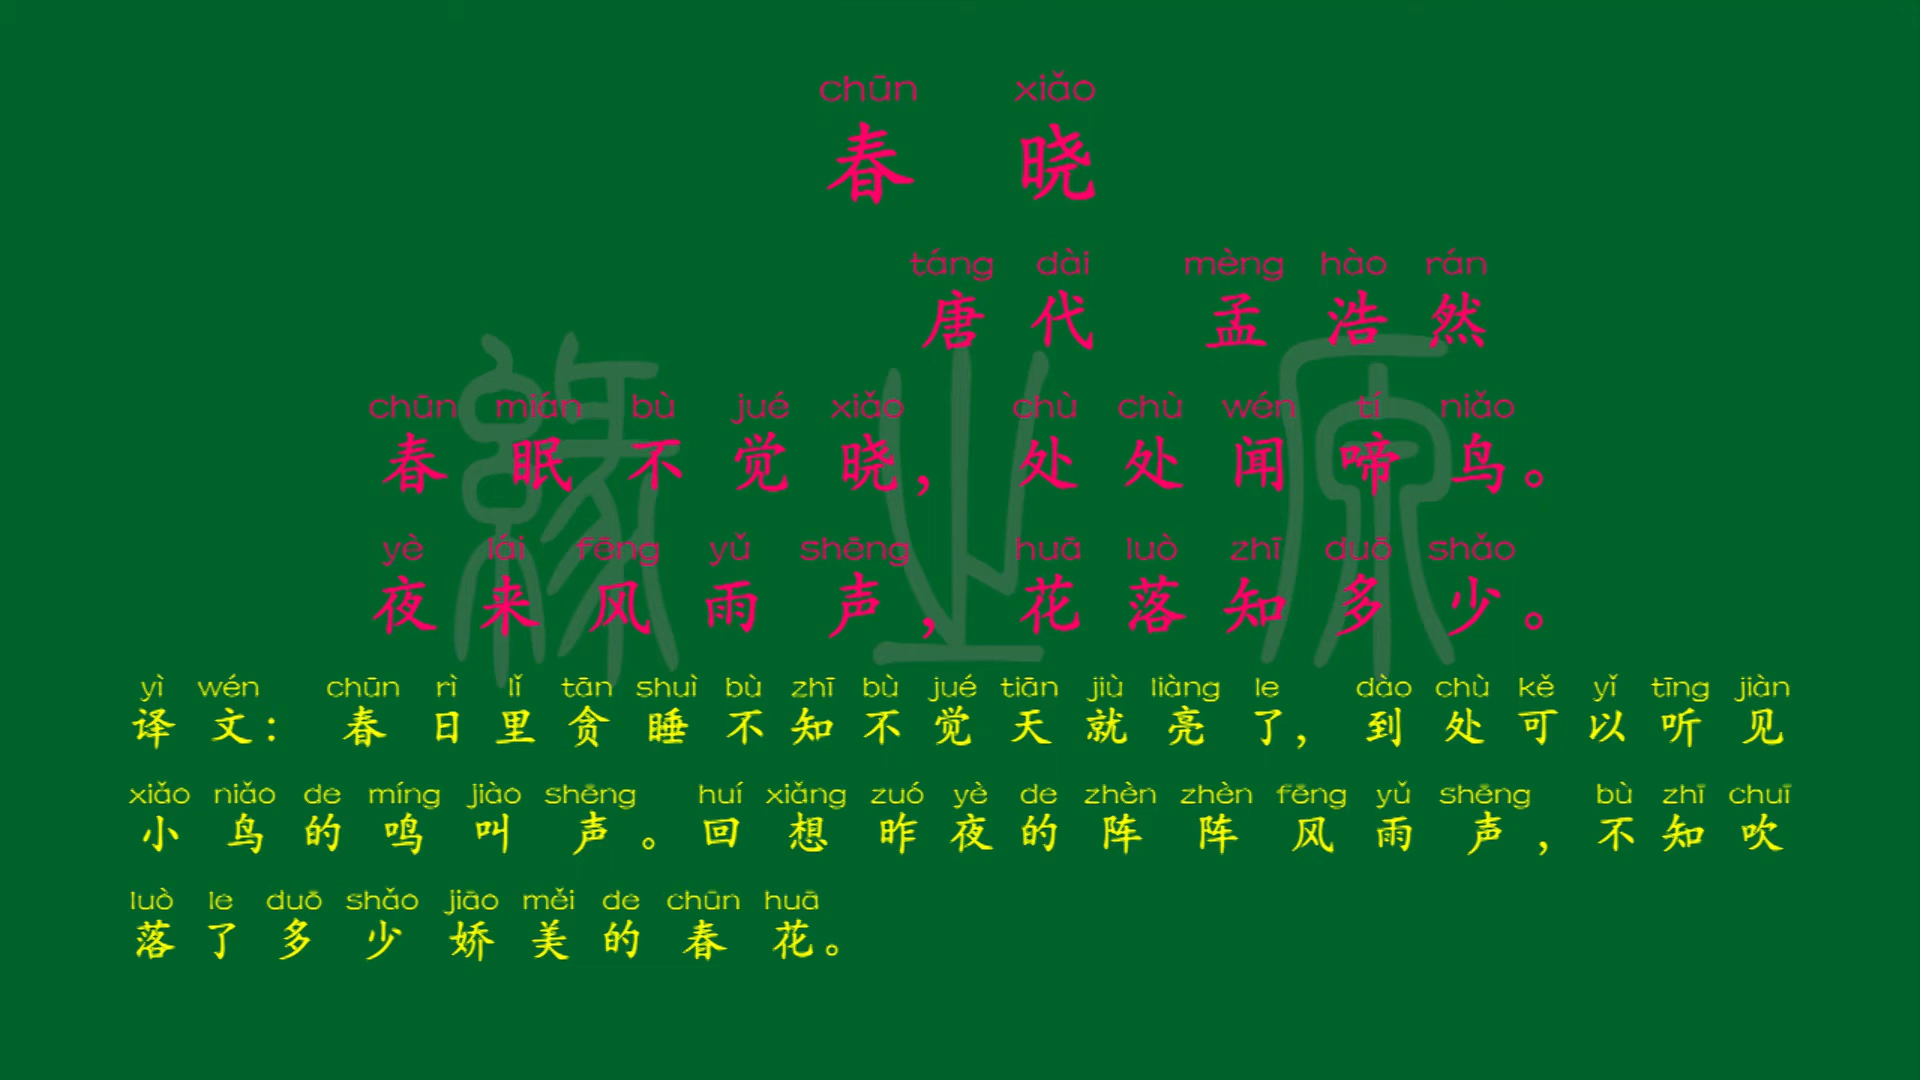 chūn xiǎo
春 晓
táng dài mèng hào rán
唐 代 孟 浩 然
chūn mián bù jué xiǎo chù chù wén tí niǎo
春 眠 不 觉 晓， 处 处 闻 啼 鸟。
yè lái fēng yǔ shēng huā luò zhī duō shǎo
夜 来 风 雨 声， 花 落 知 多 少。
yì wén chūn rì lǐ tān shuì bù zhī bù jué tiān jiù liàng le dào chù kě yǐ tīng jiàn
译 文： 春 日 里 贪 睡 不 知 不 觉 天 就 亮 了， 到 处 可 以 听 见
xiǎo niǎo de míng jiào shēng huí xiǎng zuó yè de zhèn zhèn fēng yǔ shēng bù zhī chuī
小 鸟 的 鸣 叫 声。 回 想 昨 夜 的 阵 阵 风 雨 声， 不 知 吹
luò le duō shǎo jiāo měi de chūn huā
落 了 多 少 娇 美 的 春 花。